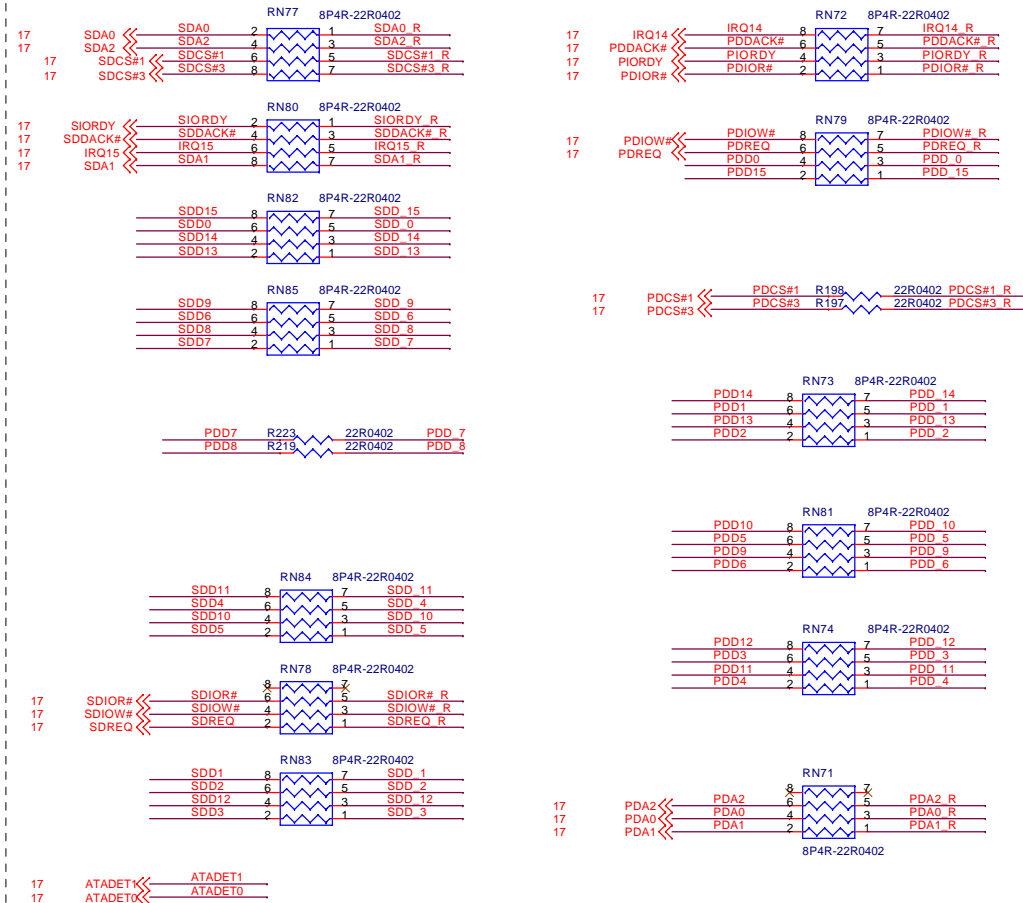 RN77 8P4R-22R0402
17 SDA0 SDA0 2 1 SDA0_R
17 SDA2 SDA2 4 3 SDA2_R
17 SDCS#1 SDCS#1 6 5 SDCS#1_R
17 SDCS#3 SDCS#3 8 7 SDCS#3_R
RN80 8P4R-22R0402
17 SIORDY SIORDY 2 1 SIORDY_R
17 SDDACK# SDDACK# 4 3 SDDACK#_R
17 IRQ15 IRQ15 6 5 IRQ15_R
17 SDA1 SDA1 8 7 SDA1_R
RN82 8P4R-22R0402
SDD15 8 7 SDD_15
SDD0 6 5 SDD_0
SDD14 4 3 SDD_14
SDD13 2 1 SDD_13
RN85 8P4R-22R0402
SDD9 8 7 SDD_9
SDD6 6 5 SDD_6
SDD8 4 3 SDD_8
SDD7 2 1 SDD_7
PDD7 R223 22R0402 PDD_7
PDD8 R219 22R0402 PDD_8
RN84 8P4R-22R0402
SDD11 8 7 SDD_11
SDD4 6 5 SDD_4
SDD10 4 3 SDD_10
SDD5 2 1 SDD_5
RN78 8P4R-22R0402
8 7
17 SDIOR# SDIOR# 6 5 SDIOR#_R
17 SDIOW# SDIOW# 4 3 SDIOW#_R
17 SDREQ SDREQ 2 1 SDREQ_R
RN83 8P4R-22R0402
SDD1 8 7 SDD_1
SDD2 6 5 SDD_2
SDD12 4 3 SDD_12
SDD3 2 1 SDD_3
17 ATADET1 ATADET1
17 ATADET0 ATADET0
RN72 8P4R-22R0402
17 IRQ14 IRQ14 8 7 IRQ14_R
17 PDDACK# PDDACK# 6 5 PDDACK#_R
17 PIORDY PIORDY 4 3 PIORDY_R
17 PDIOR# PDIOR# 2 1 PDIOR#_R
RN79 8P4R-22R0402
17 PDIOW# PDIOW# 8 7 PDIOW#_R
17 PDREQ PDREQ 6 5 PDREQ_R
PDD0 4 3 PDD_0
PDD15 2 1 PDD_15
17 PDCS#1 PDCS#1 R198 22R0402 PDCS#1_R
17 PDCS#3 PDCS#3 R197 22R0402 PDCS#3_R
RN73 8P4R-22R0402
PDD14 8 7 PDD_14
PDD1 6 5 PDD_1
PDD13 4 3 PDD_13
PDD2 2 1 PDD_2
RN81 8P4R-22R0402
PDD10 8 7 PDD_10
PDD5 6 5 PDD_5
PDD9 4 3 PDD_9
PDD6 2 1 PDD_6
RN74 8P4R-22R0402
PDD12 8 7 PDD_12
PDD3 6 5 PDD_3
PDD11 4 3 PDD_11
PDD4 2 1 PDD_4
RN71
8 7
17 PDA2 PDA2 6 5 PDA2_R
17 PDA0 PDA0 4 3 PDA0_R
17 PDA1 PDA1 2 1 PDA1_R
8P4R-22R0402